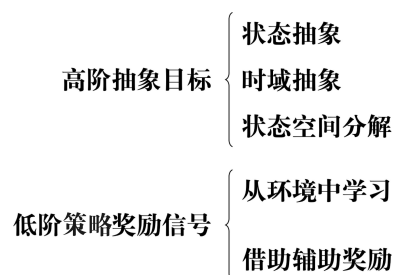 高阶抽象目标
状态抽象
时域抽象
状态空间分解
低阶策略奖励信号
从环境中学习
借助辅助奖励